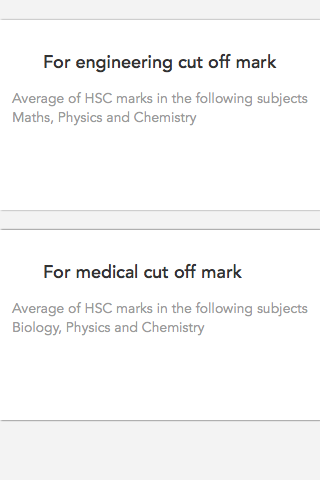 For engineering cut off mark
Average of HSC marks in the following subjects
Maths, Physics and Chemistry
For medical cut off mark
Average of HSC marks in the following subjects
Biology, Physics and Chemistry